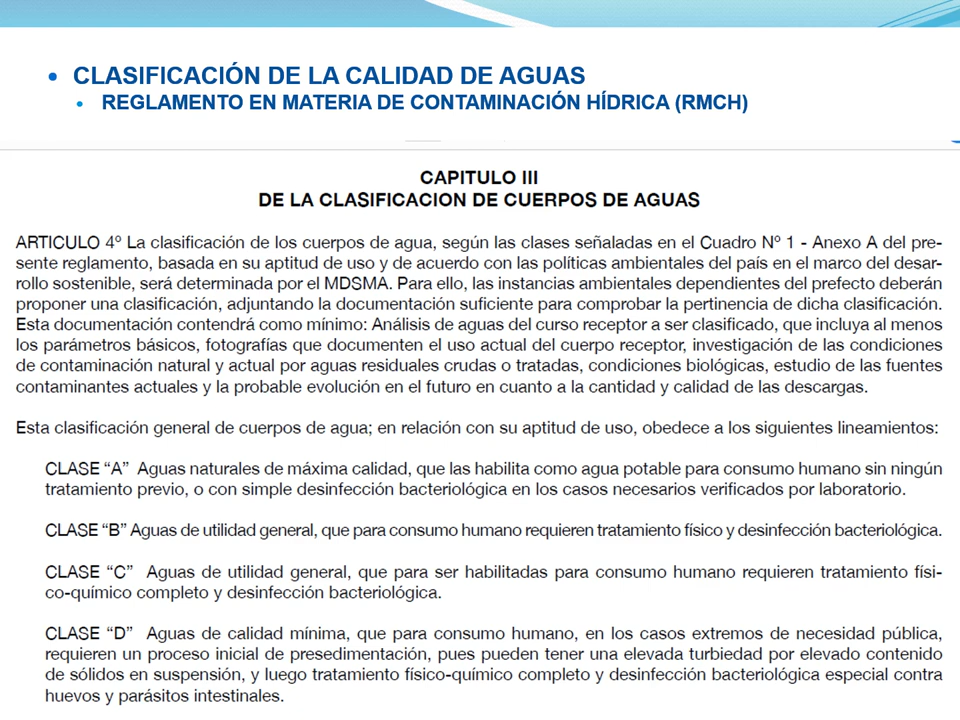 • CLASIFICACIÓN DE LA CALIDAD DE AGUAS
• REGLAMENTO EN MATERIA DE CONTAMINACIÓN HÍDRICA (RMCH)
CAPITULO III
DE LA CLASIFICACION DE CUERPOS DE AGUAS
ARTICULO 4º La clasificación de los cuerpos de agua, según las clases señaladas en el Cuadro Nº 1 - Anexo A del pre-
sente reglamento, basada en su aptitud de uso y de acuerdo con las políticas ambientales del país en el marco del desar-
rollo sostenible, será determinada por el MDSMA. Para ello, las instancias ambientales dependientes del prefecto deberán
proponer una clasificación, adjuntando la documentación suficiente para comprobar la pertinencia de dicha clasificación.
Esta documentación contendrá como mínimo: Análisis de aguas del curso receptor a ser clasificado, que incluya al menos
los parámetros básicos, fotografías que documenten el uso actual del cuerpo receptor, investigación de las condiciones
de contaminación natural y actual por aguas residuales crudas o tratadas, condiciones biológicas, estudio de las fuentes
contaminantes actuales y la probable evolución en el futuro en cuanto a la cantidad y calidad de las descargas.
Esta clasificación general de cuerpos de agua; en relación con su aptitud de uso, obedece a los siguientes lineamientos:
CLASE “A” Aguas naturales de máxima calidad, que las habilita como agua potable para consumo humano sin ningún
tratamiento previo, o con simple desinfección bacteriológica en los casos necesarios verificados por laboratorio.
CLASE “B” Aguas de utilidad general, que para consumo humano requieren tratamiento físico y desinfección bacteriológica.
CLASE “C” Aguas de utilidad general, que para ser habilitadas para consumo humano requieren tratamiento físi-
co-químico completo y desinfección bacteriológica.
CLASE “D” Aguas de calidad mínima, que para consumo humano, en los casos extremos de necesidad pública,
requieren un proceso inicial de presedimentación, pues pueden tener una elevada turbiedad por elevado contenido
de sólidos en suspensión, y luego tratamiento físico-químico completo y desinfección bacteriológica especial contra
huevos y parásitos intestinales.